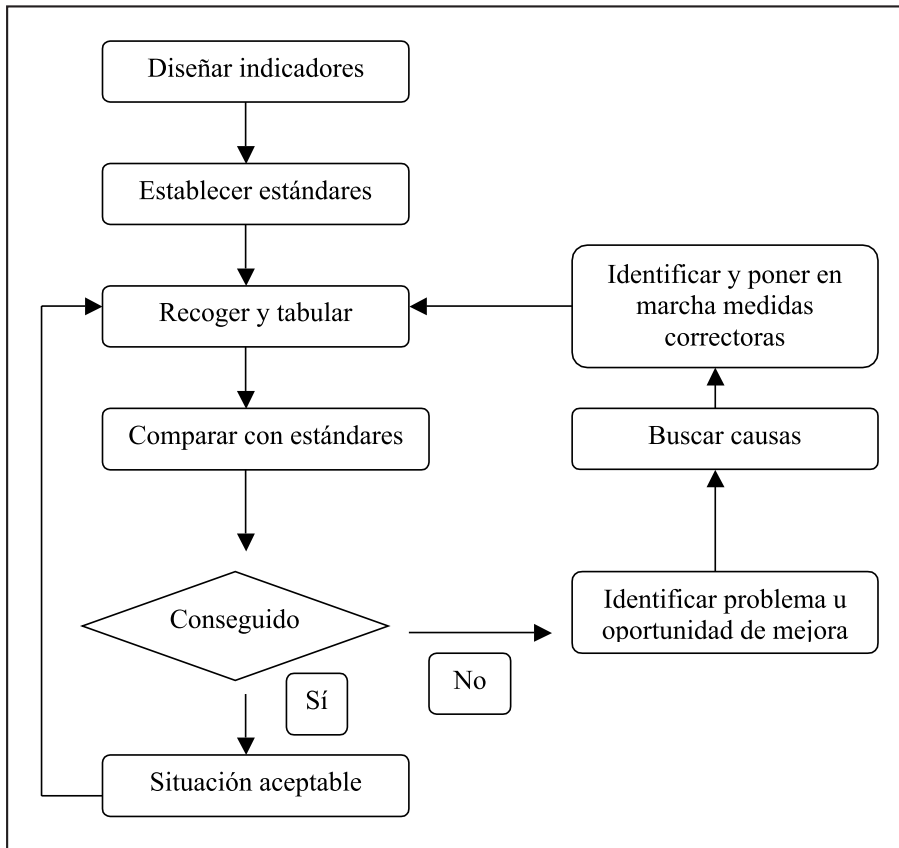 Diseñar indicadores
Establecer estándares
Recoger y tabular
Comparar con estándares
Conseguido
Sí
No
Situación aceptable
Identificar problema u
oportunidad de mejora
Buscar causas
Identificar y poner en
marcha medidas
correctoras